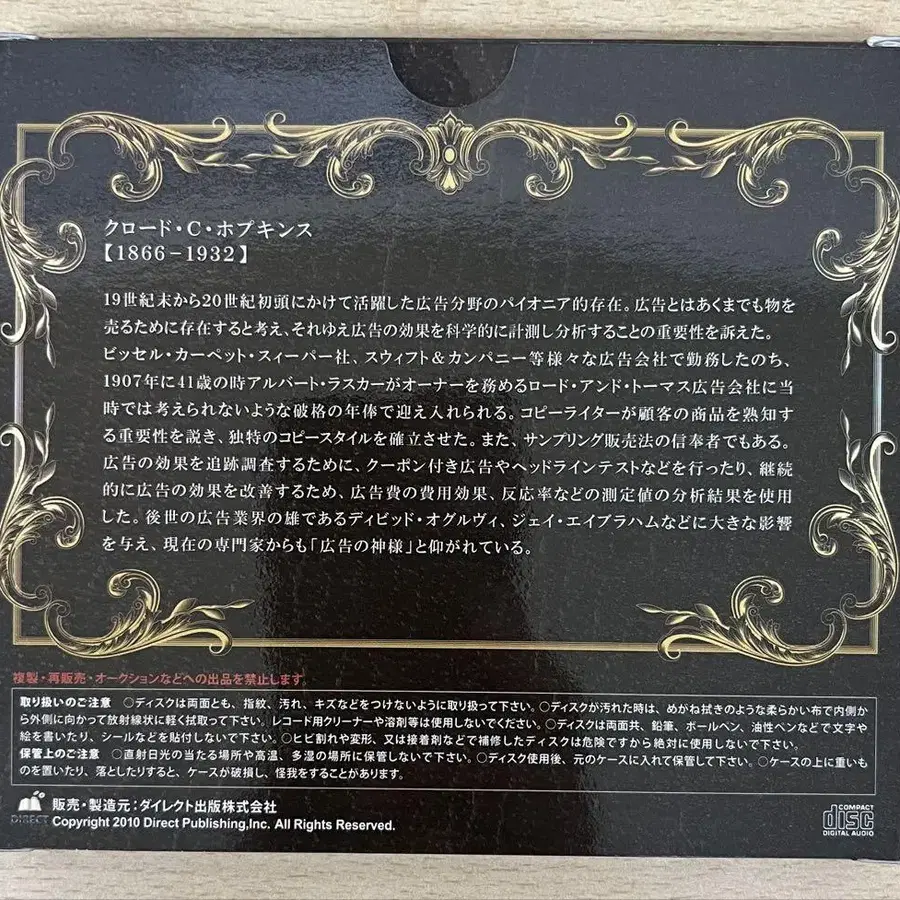 クロード・C・ホプキンス
【1866－1932】
19世紀末から20世紀初頭にかけて活躍した広告分野のパイオニア的存在。広告とはあくまでも物を
売るために存在すると考え、それゆえ広告の効果を科学的に計測し分析することの重要性を訴えた。
ビッセル・カーペット・スィーパー社、スウィフト＆カンパニー等様々な広告会社で勤務したのち、
1907年に41歳の時アルバート・ラスカーがオーナーを務めるロード・アンド・トーマス広告会社に当
時では考えられないような破格の年俸で迎え入れられる。コピーライターが顧客の商品を熟知す
る重要性を説き、独特のコピースタイルを確立させた。また、サンプリング販売法の信奉者でもある。
広告の効果を追跡調査するために、クーポン付き広告やヘッドラインテストなどを行ったり、継続
的に広告の効果を改善するため、広告費の費用効果、反応率などの測定値の分析結果を使用
した。後世の広告業界の雄であるディビッド・オグルヴィ、ジェイ・エイブラハムなどに大きな影響
を与え、現在の専門家からも「広告の神様」と仰がれている。
複製・再販売・オークションなどへの出品を禁止します。
取り扱いのご注意 ○ディスクは両面とも、指紋、汚れ、キズなどをつけないように取り扱って下さい。○ディスクが汚れた時は、めがね拭きのような柔らかい布で内側か
ら外側に向かって放射線状に軽く拭取って下さい。レコード用クリーナーや溶剤等は使用しないでください。○ディスクは両面共、鉛筆、ボールペン、油性ペンなどで文字や
絵を書いたり、シールなどを貼付しないで下さい。○ヒビ割れや変形、又は接着剤などで補修したディスクは危険ですから絶対に使用しないで下さい。
保管上のご注意 ○直射日光の当たる場所や高温、多湿の場所に保管しないで下さい。○ディスク使用後、元のケースに入れて保管して下さい。○ケースの上に重いも
のを置いたり、落としたりすると、ケースが破損し、怪我をすることがあります。
DIRECT
販売・製造元：ダイレクト出版株式会社
Copyright 2010 Direct Publishing,Inc. All Rights Reserved.
COMPACT
disc
DIGITAL AUDIO